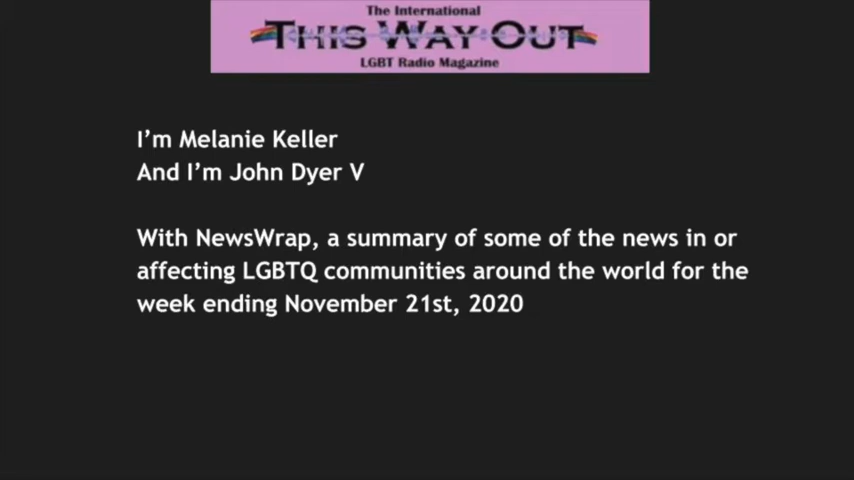 The International
THIS WAY OUT
LGBT Radio Magazine
I'm Melanie Keller
And I'm John Dyer V
With NewsWrap, a summary of some of the news in or
affecting LGBTQ communities around the world for the
week ending November 21st, 2020